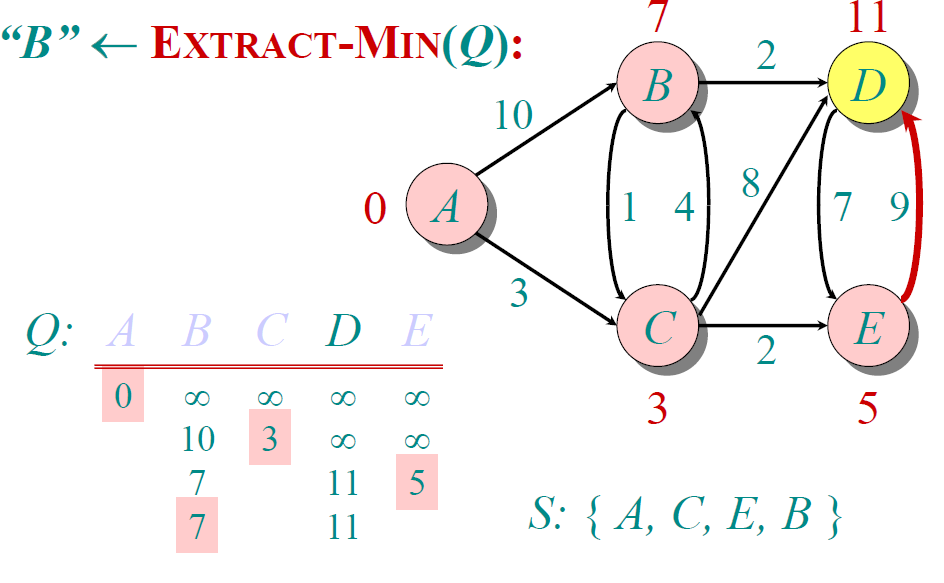 “B” ← EXTRACT-MIN(Q):
7 11
B 2 D
10
A
0
1 4 8 7 9
3
C 2 E
3 5
Q: A B C D E
0 ∞ ∞ ∞ ∞
10 3 ∞ ∞
7 11 5
7 11
S: { A, C, E, B }